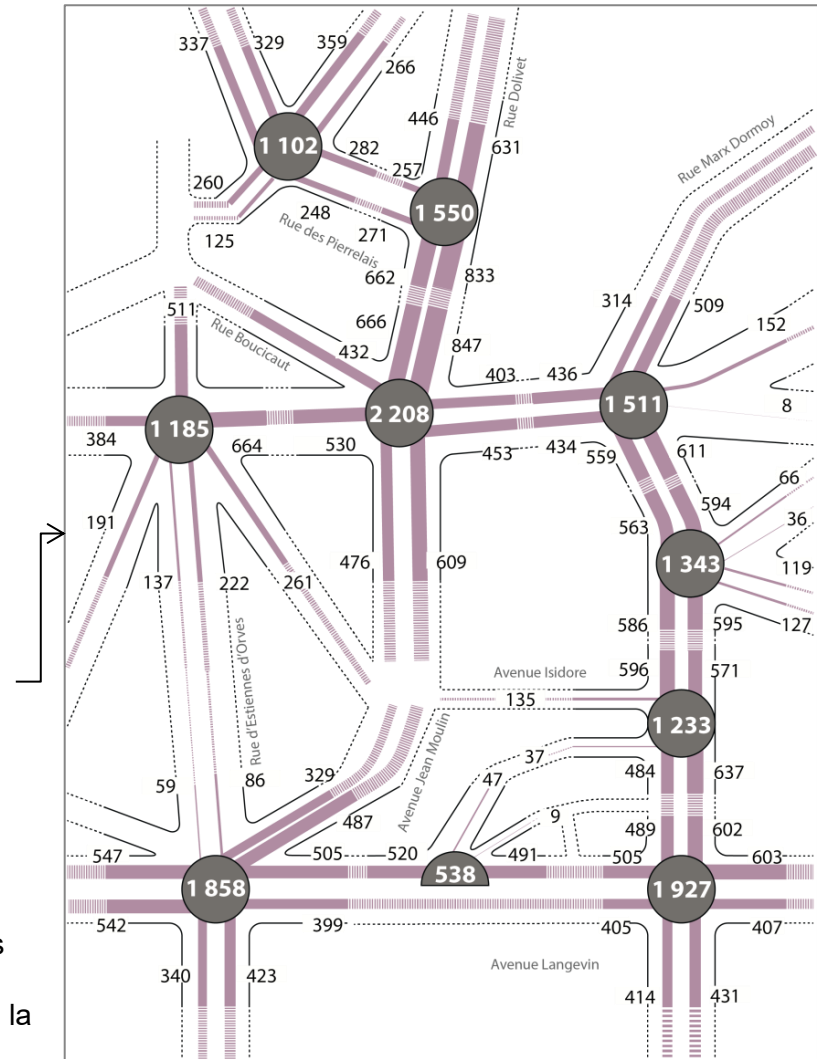 337 329 359 266
446 631
Rue Dolivet
Rue Marx Dormoy
1 102 282 257
260 1 550
125 248 271
Rue des Pierrelais
662 833
314 509
511 666 152
Rue Boucicaut
432 847
403 436
2 208 1 511 8
1 185
384 664 530 453 434 559 611
66
191 563 594 36
137 222 261 476 609 1 343 119
586 595 127
596 571
Avenue Isidore
135
Rue d'Estiennes d'Orves
1 233
Avenue Jean Moulin
37
59 86 329 47 484 637
487 9
489 602
547 505 520 491 505 603
1 858 538 1 927
542 399 405 407
s
Avenue Langevin
340 423 414 431
la